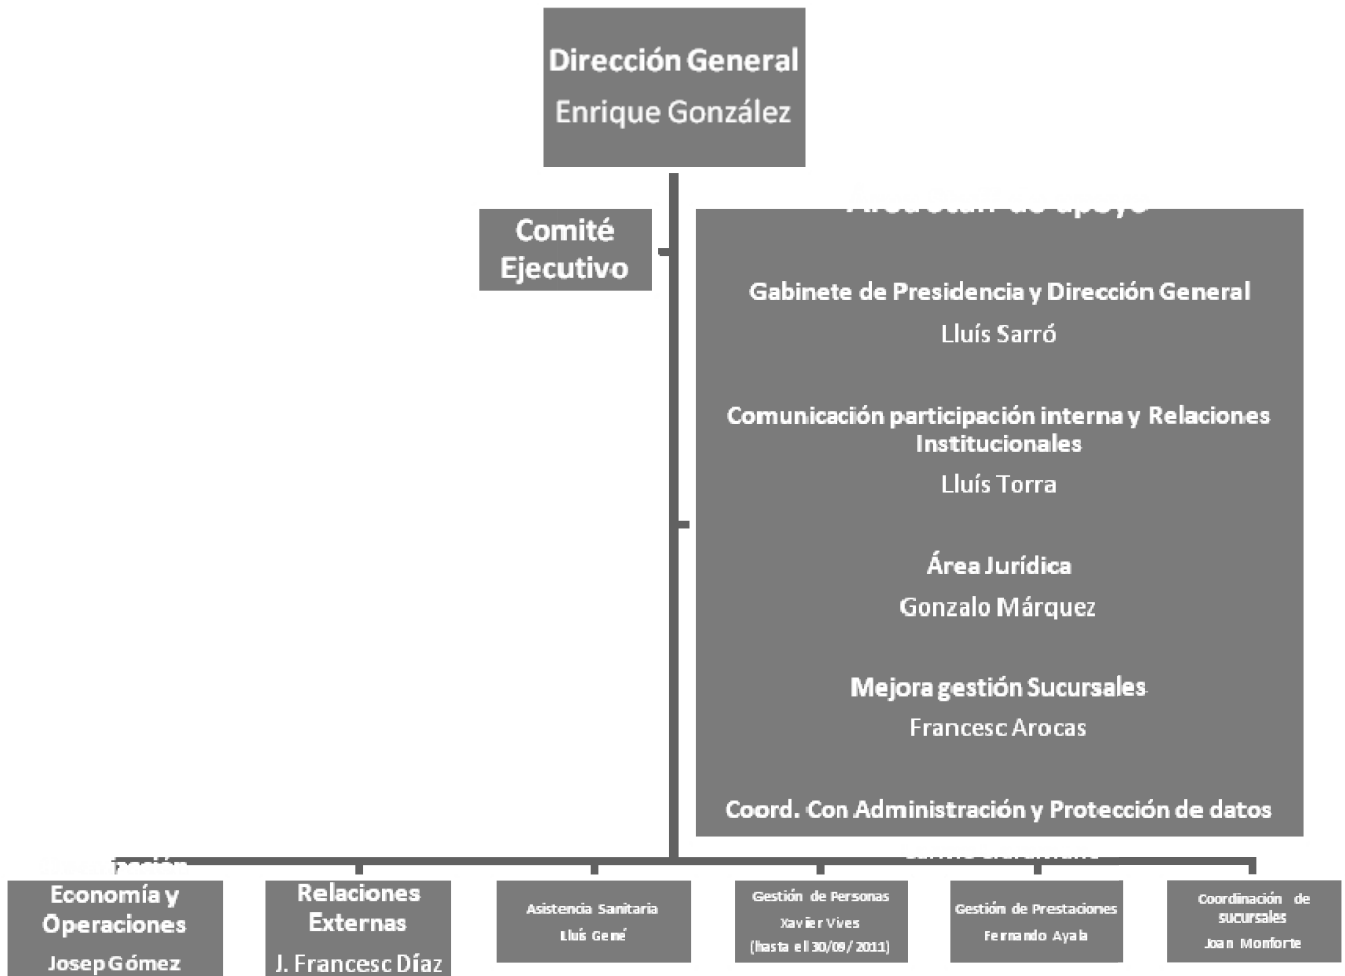 Dirección General
Enrique González
Comité
Ejecutivo
de apoyo
Gabinete de Presidencia y Dirección General
Lluís Sarró
Comunicación participación interna y Relaciones
Institucionales
Lluís Torra
Área Jurídica
Gonzalo Márquez
Mejora gestión Sucursales
Francesc Arocas
Coord. Con Administración y Protección de datos
Economía y
Operaciones
Josep Gómez
Relaciones
Externas
J. Francesc Díaz
Asistencia Sanitaria
Lluís Gené
Gestión de Personas
Xavier Vives
(hasta el 30/09/2011)
Gestión de Prestaciones
Fernando Ayala
Coordinación de
sucursales
Joan Monforte